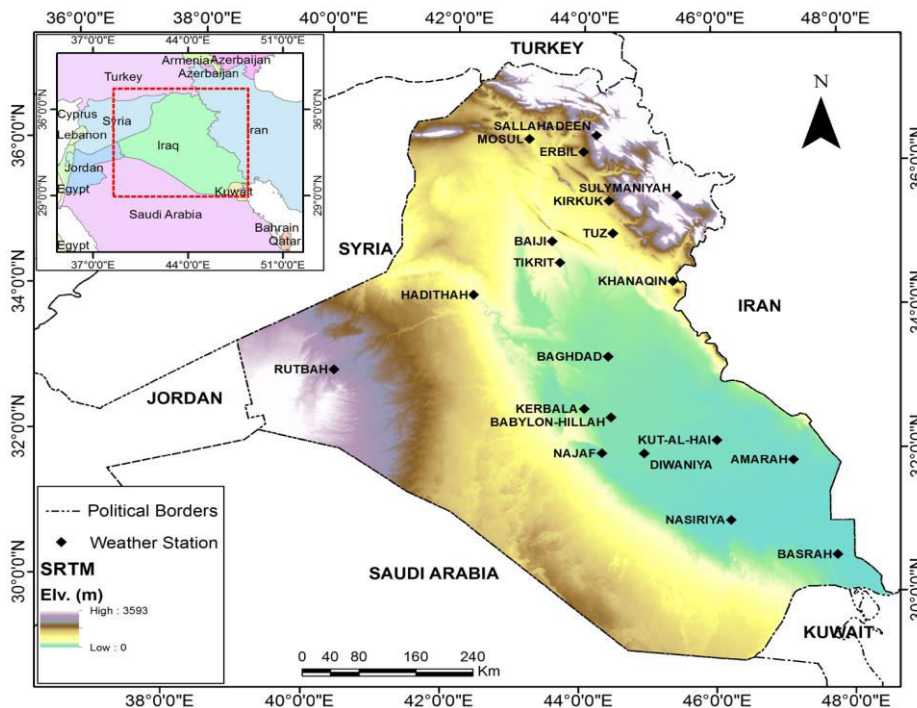 40°0'0"E 42°0'0"E 44°0'0"E 46°0'0"E 48°0'0"E
37°0'0"E 44°0'0"E 51°0'0"E
Armenia Azerbaijan
Azerbaijan
Turkey
Cyprus
Syria
Iran
Lebanon
Iraq
Jordan
Egypt
Kuwait
Saudi Arabia
Bahrain
Qatar
Egypt
36°0'0"N
29°0'0"N
37°0'0"E 44°0'0"E 51°0'0"E
TURKEY
N
SALLAHADEEN
MOSUL
ERBIL
SULYMANIYAH
KIRKUK
TUZ
BAIJI
SYRIA
TIKRIT
KHANAQIN
HADITHAH
IRAN
BAGHDAD
RUTBAH
JORDAN
KERBALA
BABYLON-HILLAH
KUT-AL-HAI
NAJAF
DIWANIYA
AMARAH
NASIRIYA
BASRAH
SAUDI ARABIA
KUWAIT
36°0'0"N
34°0'0"N
32°0'0"N
30°0'0"N
36°0'0"N
34°0'0"N
32°0'0"N
30°0'0"N
Political Borders
Weather Station
SRTM
Elv. (m)
High : 3593
Low : 0
0 40 80 160 240
Km
38°0'0"E 40°0'0"E 42°0'0"E 44°0'0"E 46°0'0"E 48°0'0"E